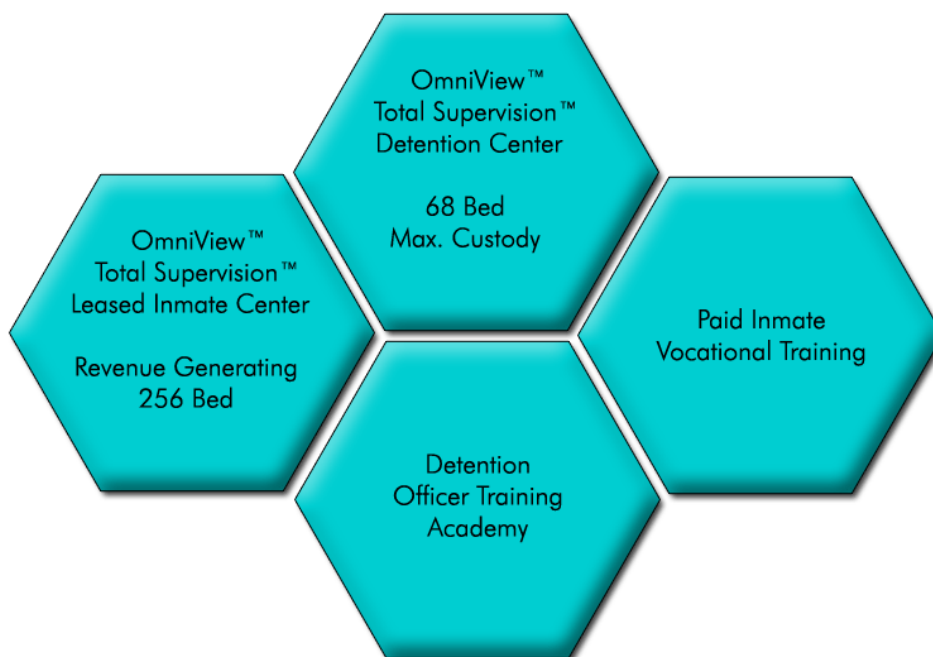 OmniView™
Total Supervision™
Detention Center
68 Bed
Max. Custody
OmniView™
Total Supervision™
Leased Inmate Center
Revenue Generating
256 Bed
Paid Inmate
Vocational Training
Detention
Officer Training
Academy